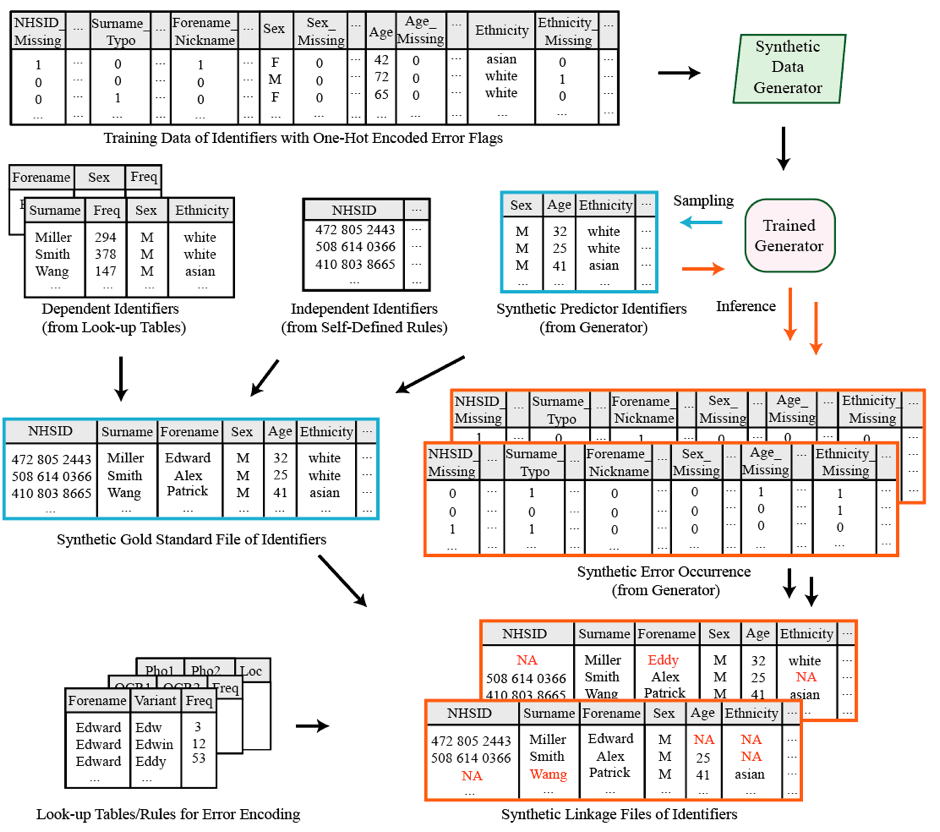 NHSID_ Missing ... Surname_ Typo ... Forename_ Nickname ... Sex Sex_ Missing ... Age Age_ Missing ... Ethnicity Ethnicity_ Missing ...
1 ... 0 ... 1 ... F 0 ... 42 0 ... asian 0 ...
0 ... 0 ... 0 ... M 0 ... 72 0 ... white 1 ...
0 ... 1 ... 0 ... F 0 ... 65 0 ... white 0 ...
... ... ... ... ... ... ... ...
Training Data of Identifiers with One-Hot Encoded Error Flags
Synthetic
Data
Generator
Forename Sex Freq
Surname Freq Sex Ethnicity
Miller 294 M white
Smith 378 M white
Wang 147 M asian
... ... ... ...
Dependent Identifiers
(from Look-up Tables)
NHSID ...
472 805 2443 ...
508 614 0366 ...
410 803 8665 ...
... ...
Independent Identifiers
(from Self-Defined Rules)
Sex Age Ethnicity ...
M 32 white ...
M 25 white ...
M 41 asian ...
... ... ... ...
Synthetic Predictor Identifiers
(from Generator)
Sampling
Trained
Generator
Inference
NHSID Surname Forename Sex Age Ethnicity ...
472 805 2443 Miller Edward M 32 white ...
508 614 0366 Smith Alex M 25 white ...
410 803 8665 Wang Patrick M 41 asian ...
... ... ... ... ... ... ...
Synthetic Gold Standard File of Identifiers
NHSID_ Missing ... Surname_ Typo ... Forename_ Nickname ... Sex_ Missing ... Age_ Missing ... Ethnicity_ Missing ...
1 0 1 0 0 0
NHSID_ Missing ... Surname_ Typo ... Forename_ Nickname ... Sex_ Missing ... Age_ Missing ... Ethnicity_ Missing ...
0 ... 1 ... 0 ... 0 ... 1 ... 1 ...
0 ... 0 ... 0 ... 0 ... 0 ... 1 ...
1 ... 1 ... 0 ... 0 ... 0 ... 0 ...
... ... ... ... ... ...
Synthetic Error Occurrence
(from Generator)
Pho1 Pho2 Loc
OCR1 OCR2 Freq
Forename Variant Freq
Edward Edw 3
Edward Edwin 12
Edward Eddy 53
... ... ...
Look-up Tables/Rules for Error Encoding
NHSID Surname Forename Sex Age Ethnicity ...
NA Miller Eddy M 32 white ...
508 614 0366 Smith Alex M 25 NA ...
410 803 8665 Wang Patrick M 41 asian ...
NHSID Surname Forename Sex Age Ethnicity ...
472 805 2443 Miller Edward M NA NA ...
508 614 0366 Smith Alex M 25 NA ...
NA Wamg Patrick M 41 asian ...
... ... ... ... ... ... ...
Synthetic Linkage Files of Identifiers